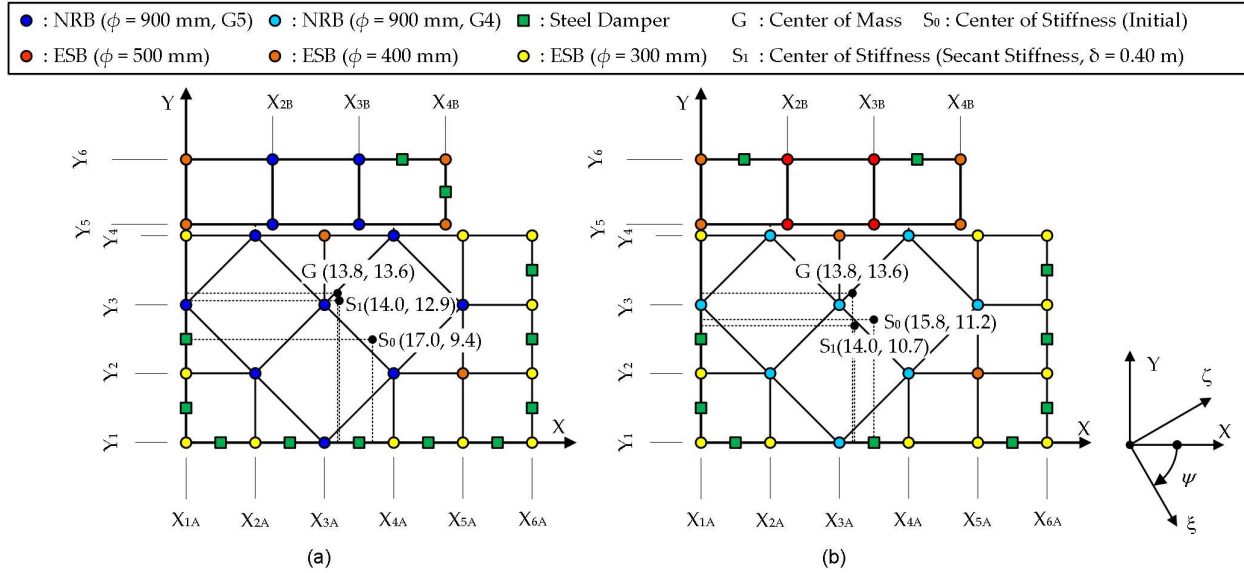 : NRB (ϕ = 900 mm, G5) : NRB (ϕ = 900 mm, G4) : Steel Damper G : Center of Mass S0 : Center of Stiffness (Initial)
: ESB (ϕ = 500 mm) : ESB (ϕ = 400 mm) : ESB (ϕ = 300 mm) S1 : Center of Stiffness (Secant Stiffness, δ = 0.40 m)
Y X2B X3B X4B
Y6
Y5
Y4
Y3
Y2
Y1
G (13.8, 13.6)
S1(14.0, 12.9)
S0 (17.0, 9.4)
X
X1A X2A X3A X4A X5A X6A
(a)
Y X2B X3B X4B
Y6
Y5
Y4
Y3
Y2
Y1
G (13.8, 13.6)
S0 (15.8, 11.2)
S1(14.0, 10.7)
X
X1A X2A X3A X4A X5A X6A
(b)
Y
ζ
X
ψ
ξ